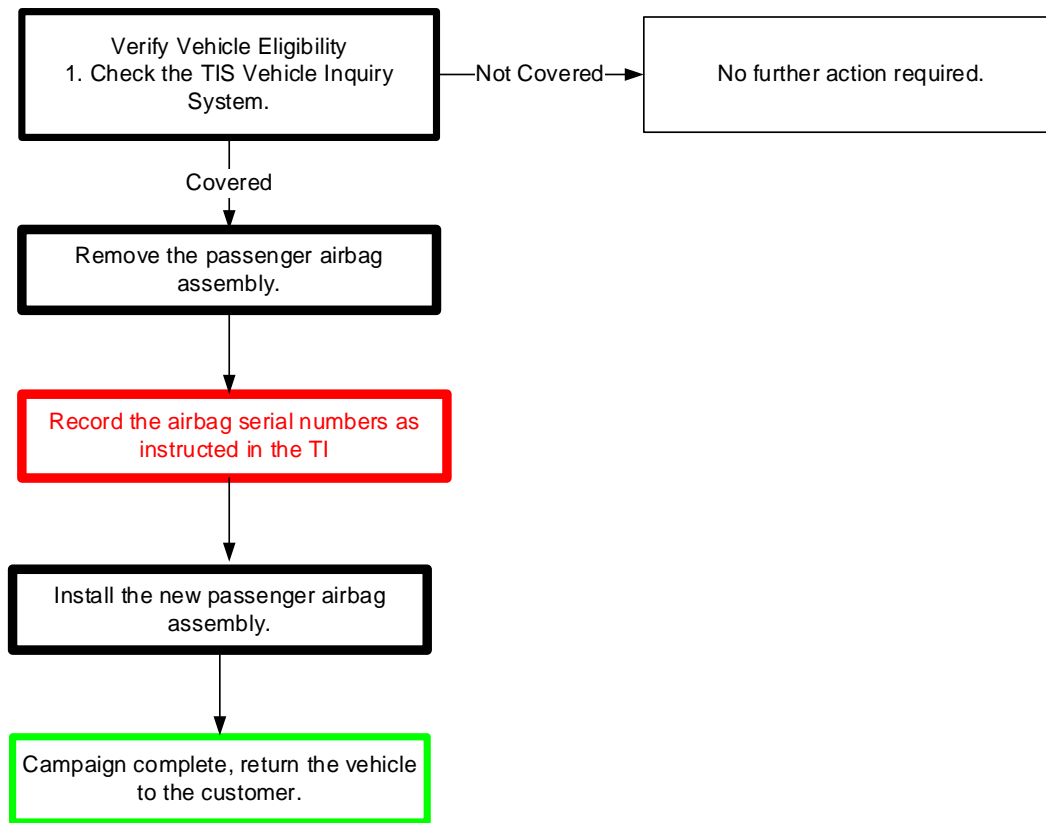 Verify Vehicle Eligibility
1. Check the TIS Vehicle Inquiry
System.
Not Covered
No further action required.
Covered
Remove the passenger airbag
assembly.
Record the airbag serial numbers as
instructed in the TI
Install the new passenger airbag
assembly.
Campaign complete, return the vehicle
to the customer.